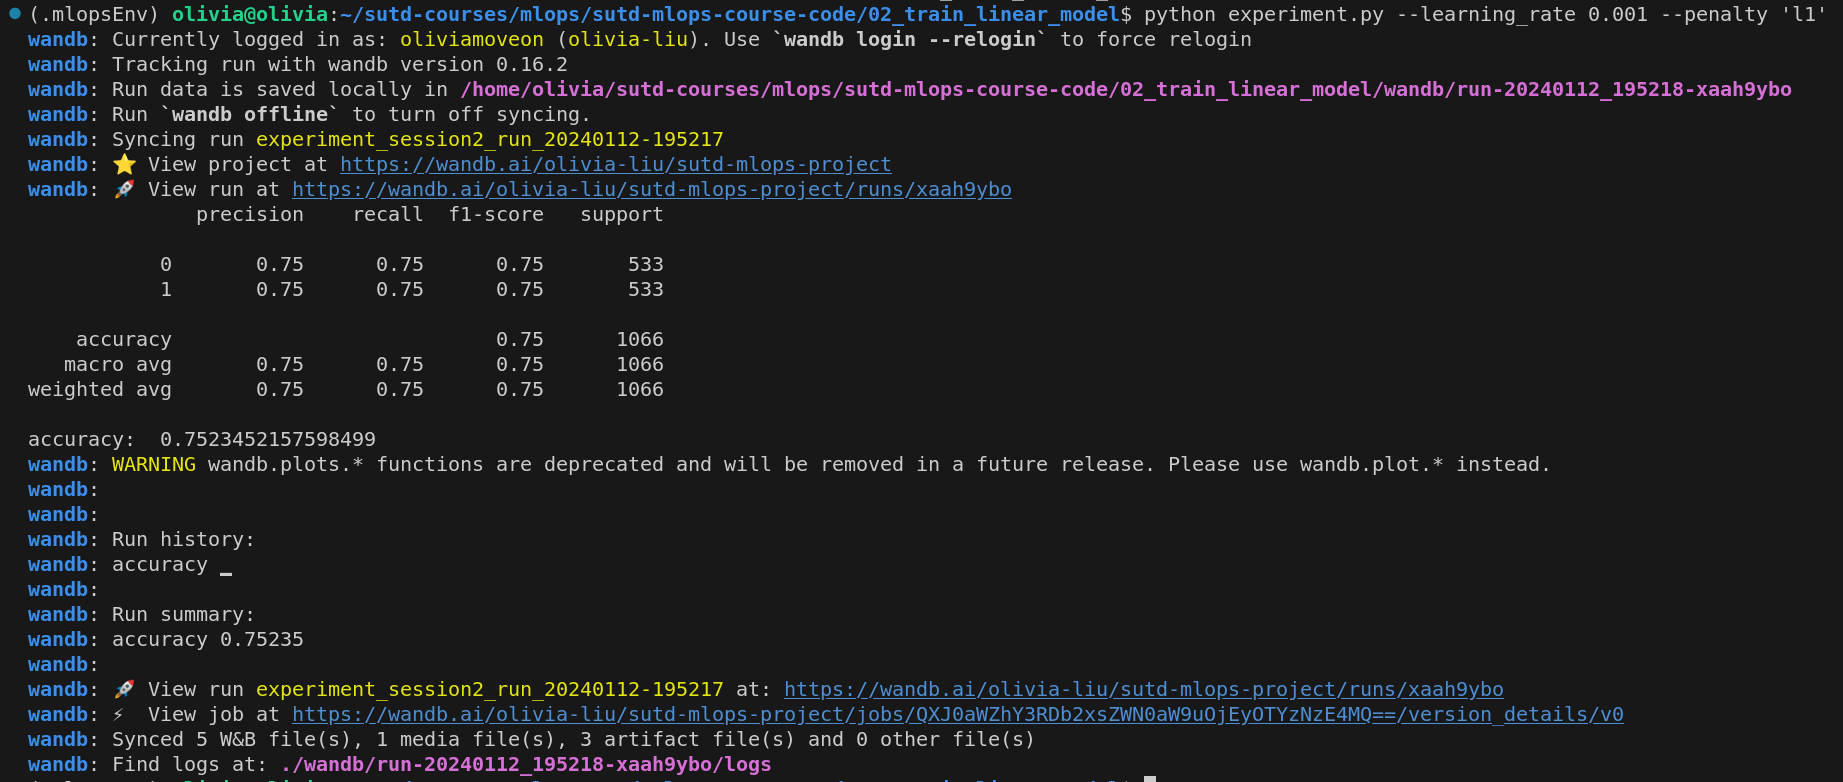 (.mlopsEnv) olivia@olivia:~/sutd-courses/mlops/sutd-mlops-course-code/02_train_linear_model$ python experiment.py --learning_rate 0.001 --penalty 'l1'
wandb: Currently logged in as: oliviamoveon (olivia-liu). Use `wandb login --relogin` to force relogin
wandb: Tracking run with wandb version 0.16.2
wandb: Run data is saved locally in /home/olivia/sutd-courses/mlops/sutd-mlops-course-code/02_train_linear_model/wandb/run-20240112_195218-xaah9ybo
wandb: Run `wandb offline` to turn off syncing.
wandb: Syncing run experiment_session2_run_20240112-195217
wandb: ⭐ View project at https://wandb.ai/olivia-liu/sutd-mlops-project
wandb: 🚀 View run at https://wandb.ai/olivia-liu/sutd-mlops-project/runs/xaah9ybo
              precision    recall  f1-score   support
           0       0.75      0.75      0.75       533
           1       0.75      0.75      0.75       533
    accuracy                           0.75      1066
   macro avg       0.75      0.75      0.75      1066
weighted avg       0.75      0.75      0.75      1066
accuracy:  0.7523452157598499
wandb: WARNING wandb.plots.* functions are deprecated and will be removed in a future release. Please use wandb.plot.* instead.
wandb:
wandb:
wandb: Run history:
wandb: accuracy ▁
wandb:
wandb: Run summary:
wandb: accuracy 0.75235
wandb:
wandb: 🚀 View run experiment_session2_run_20240112-195217 at: https://wandb.ai/olivia-liu/sutd-mlops-project/runs/xaah9ybo
wandb: ⚡ View job at https://wandb.ai/olivia-liu/sutd-mlops-project/jobs/QXJ0aWZhY3RDb2xsZWN0aW9uOjEyOTYzNzE4MQ==/version_details/v0
wandb: Synced 5 W&B file(s), 1 media file(s), 3 artifact file(s) and 0 other file(s)
wandb: Find logs at: ./wandb/run-20240112_195218-xaah9ybo/logs